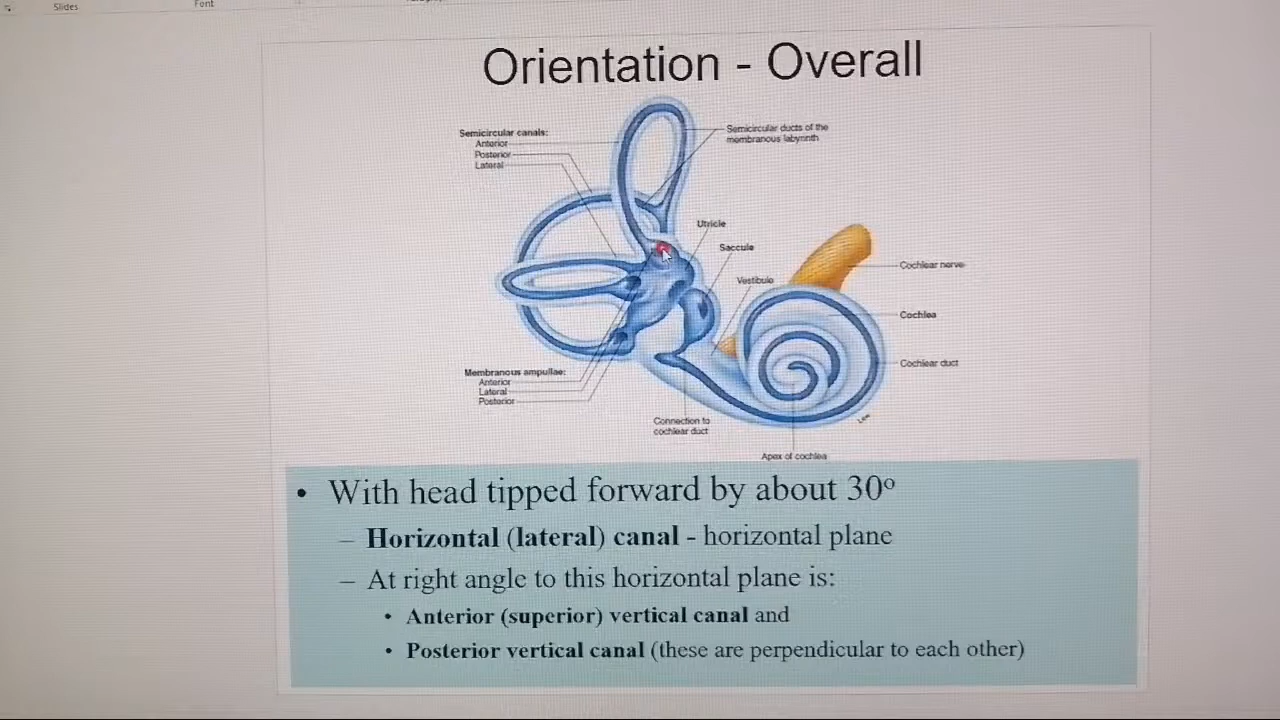 Slides
Font
Orientation - Overall
Semicircular canals:
Anterior
Posterior
Lateral
Semicircular ducts of the
membranous labyrinth
Utricle
Saccule
Vestibule
Cochlear nerve
Cochlea
Cochlear duct
Membranous ampullae:
Anterior
Lateral
Posterior
Connection to
cochlear duct
Apex of cochlea
• With head tipped forward by about 30º
– Horizontal (lateral) canal - horizontal plane
– At right angle to this horizontal plane is:
• Anterior (superior) vertical canal and
• Posterior vertical canal (these are perpendicular to each other)